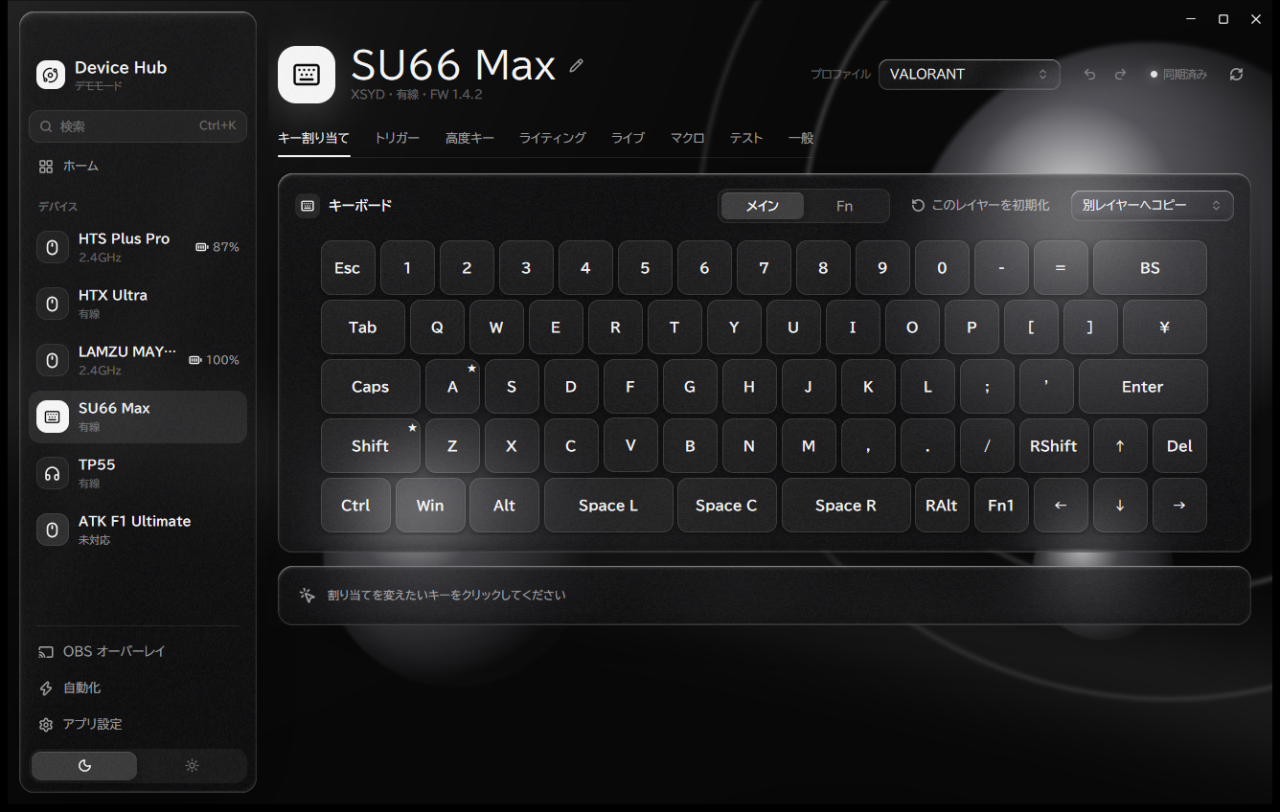 Device Hub
デモモード
検索 Ctrl+K
ホーム
デバイス
HTS Plus Pro 87%
2.4GHz
HTX Ultra
有線
LAMZU MAY… 100%
2.4GHz
SU66 Max
有線
TP55
有線
ATK F1 Ultimate
未対応
OBS オーバーレイ
自動化
アプリ設定
SU66 Max
XSYD・有線・FW 1.4.2
プロファイル VALORANT 同期済み
キー割り当て トリガー 高度キー ライティング ライブ マクロ テスト 一般
キーボード メイン Fn このレイヤーを初期化 別レイヤーへコピー
Esc 1 2 3 4 5 6 7 8 9 0 - = BS
Tab Q W E R T Y U I O P [ ] ¥
Caps A ★ S D F G H J K L ; ' Enter
Shift ★ Z X C V B N M , . / RShift ↑ Del
Ctrl Win Alt Space L Space C Space R RAlt Fn1 ← ↓ →
割り当てを変えたいキーをクリックしてください